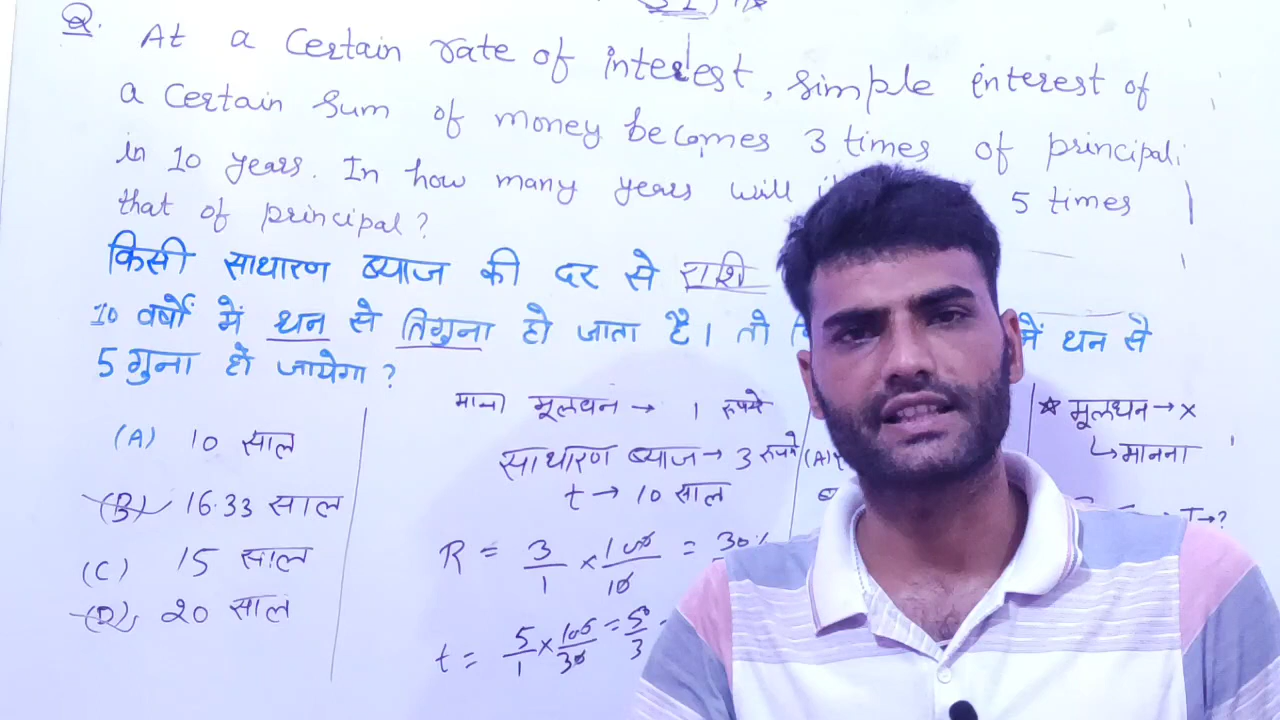 Q. At a Certain rate of interest, simple interest of
a Certain Sum of money becomes 3 times of principal
in 10 years. In how many years will 5 times
that of principal?
किसी साधारण ब्याज की दर से राशि
10 वर्षों में धन से तिगुना हो जाता है। तो में धन से
5 गुना हो जायेगा ?
(A) 10 साल
(B) 16.33 साल
(C) 15 साल
(D) 20 साल
माना मूलधन → 1 रुपये
साधारण ब्याज → 3 रुपये
t → 10 साल
R = 3/1 × 100/10 = 30%
t = 5/1 × 100/30 = 5/3
(A)
* मूलधन → x
↳ मानना
T → ?